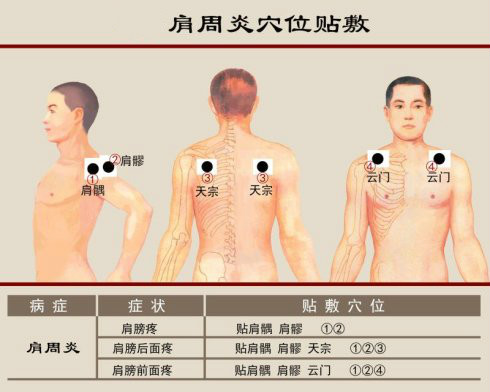 肩周炎穴位贴敷
②肩髎
①
肩髃
③
天宗
③
天宗
④
云门
④
云门
病症 症状 贴敷穴位
肩周炎
肩膀疼 贴肩髃 肩髎 ①②
肩膀后面疼 贴肩髃 肩髎 天宗 ①②③
肩膀前面疼 贴肩髃 肩髎 云门 ①②④